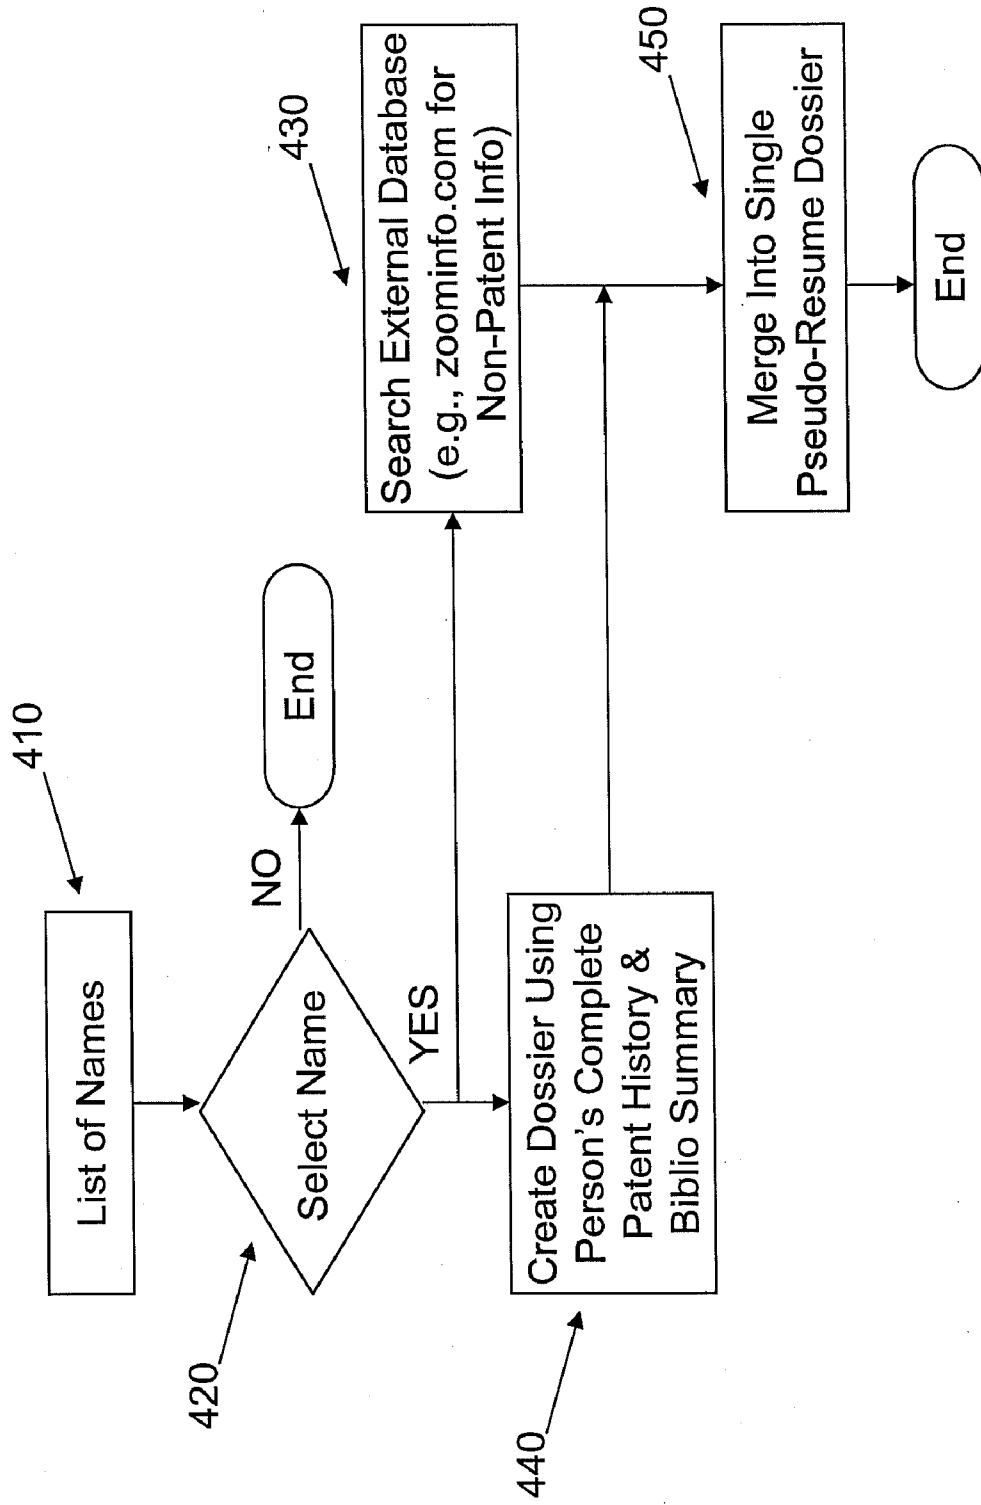 410
List of Names
420
Select Name
NO
End
YES
430
Search External Database
(e.g., zoominfo.com for
Non-Patent Info)
440
Create Dossier Using
Person's Complete
Patent History &
Biblio Summary
450
Merge Into Single
Pseudo-Resume Dossier
End